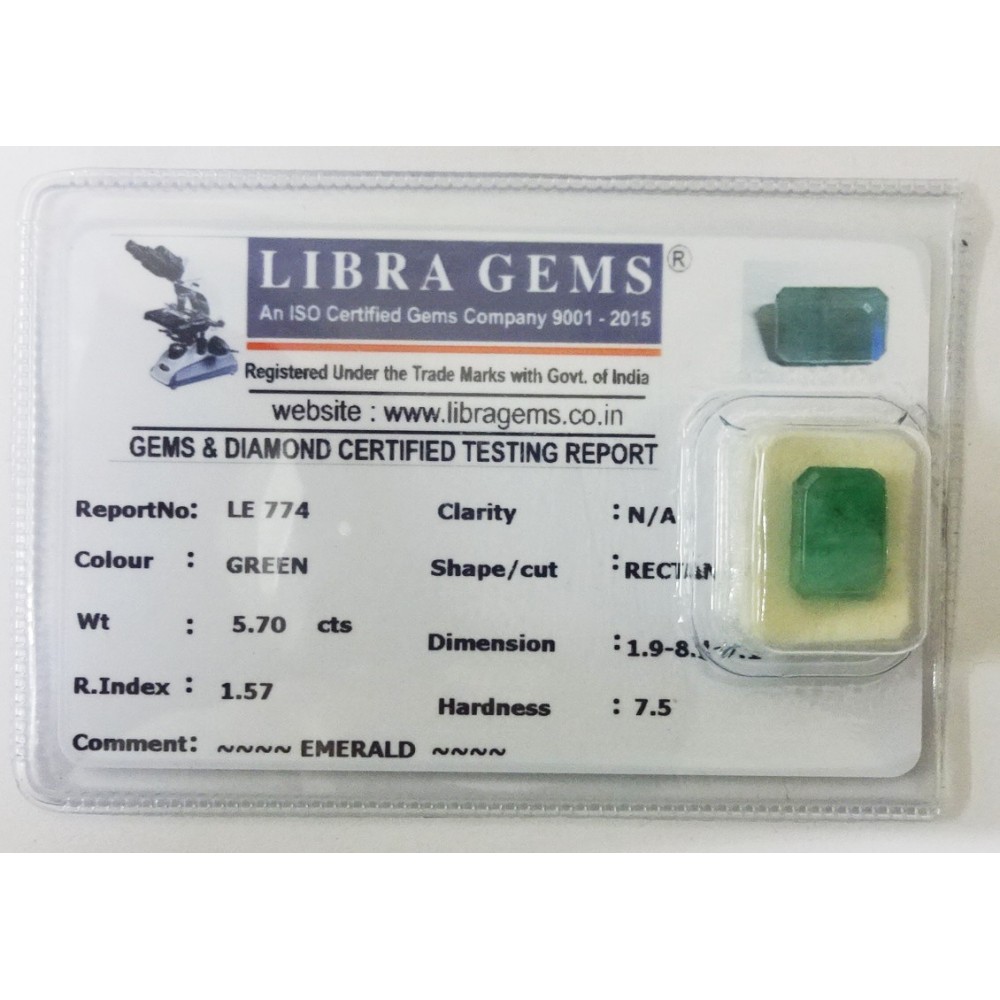 LIBRA GEMS ®
An ISO Certified Gems Company 9001 - 2015
Registered Under the Trade Marks with Govt. of India
website : www.libragems.co.in
GEMS & DIAMOND CERTIFIED TESTING REPORT
ReportNo: LE 774 Clarity : N/A
Colour : GREEN Shape/cut :
Wt : 5.70 cts Dimension :
R.Index : 1.57 Hardness : 7.5
Comment: ~~~~ EMERALD ~~~~